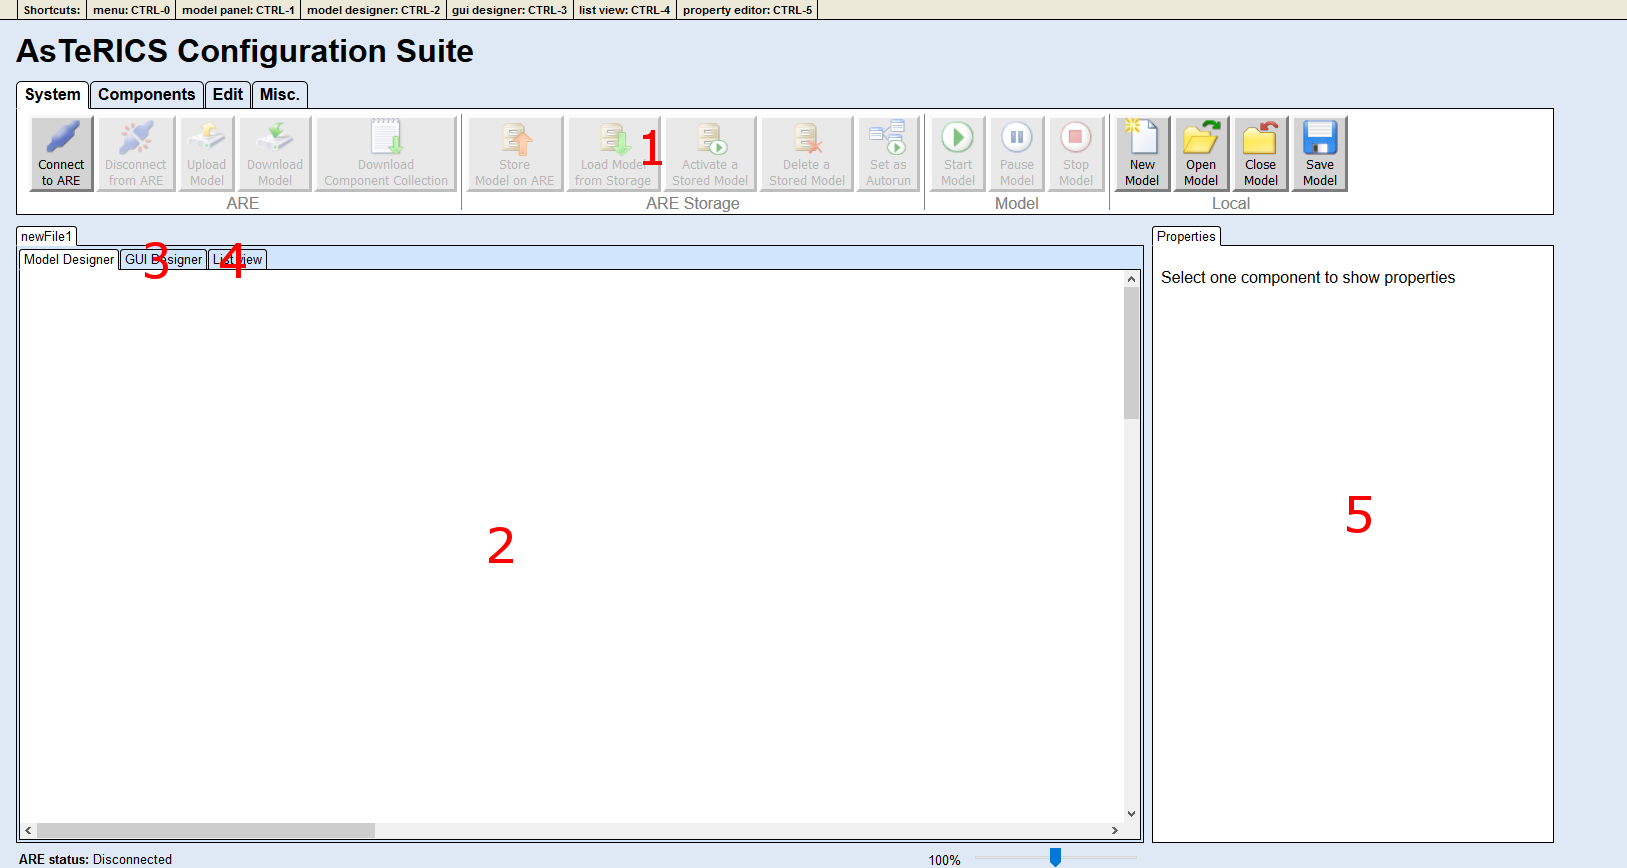 Shortcuts: menu: CTRL-0 model panel: CTRL-1 model designer: CTRL-2 gui designer: CTRL-3 list view: CTRL-4 property editor: CTRL-5
AsTeRICS Configuration Suite
System Components Edit Misc.
Connect to ARE
Disconnect from ARE
Upload Model
Download Model
Download Component Collection
ARE
Store Model on ARE
Load Model from Storage
1
Activate a Stored Model
Delete a Stored Model
Set as Autorun
ARE Storage
Start Model
Pause Model
Stop Model
Model
New Model
Open Model
Close Model
Save Model
Local
newFile1
Model Designer GUI Designer List view
3 4
2
Properties
Select one component to show properties
5
ARE status: Disconnected
100%